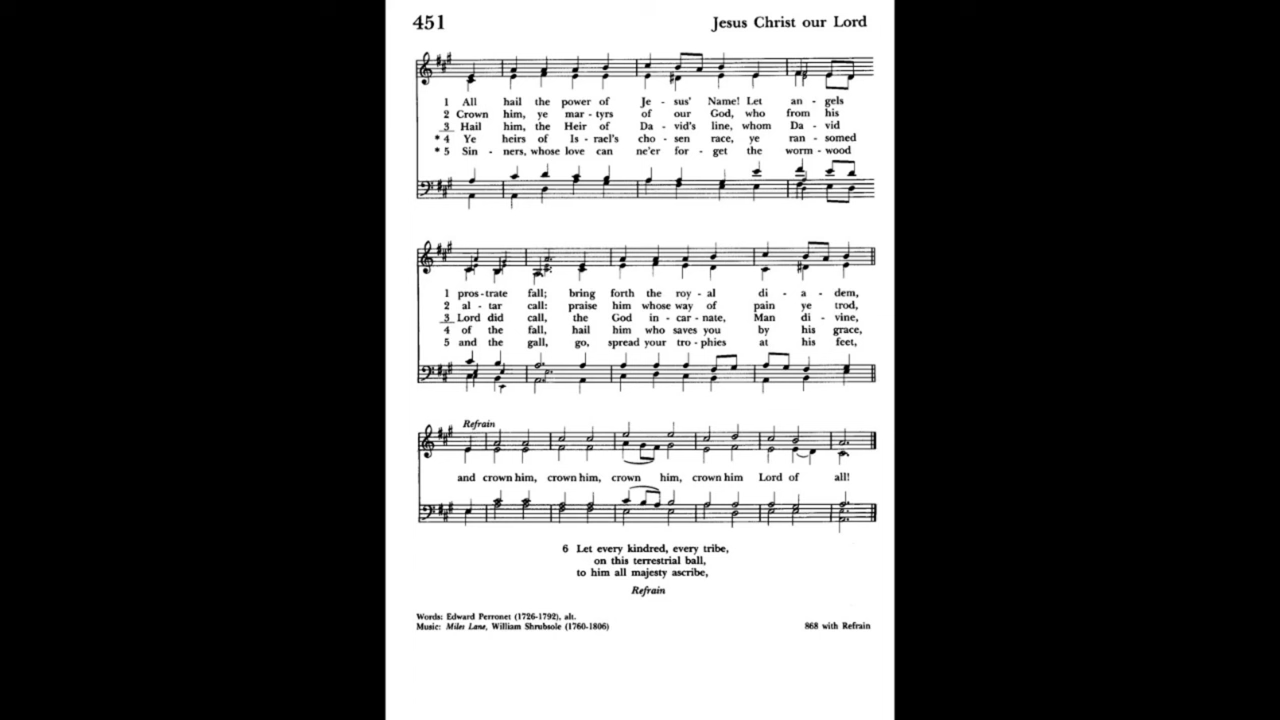 451 Jesus Christ our Lord
1 All hail the power of Je - sus' Name! Let an - gels
2 Crown him, ye mar - tyrs of our God, who from his
3 Hail him, the Heir of Da - vid's line, whom Da - vid
* 4 Ye heirs of Is - rael's cho - sen race, ye ran - somed
* 5 Sin - ners, whose love can ne'er for - get the worm - wood
1 pros - trate fall; bring forth the roy - al di - a - dem,
2 al - tar call: praise him whose way of pain ye trod,
3 Lord did call, the God in - car - nate, Man di - vine,
4 of the fall, hail him who saves you by his grace,
5 and the gall, go, spread your tro - phies at his feet,
Refrain
and crown him, crown him, crown him, crown him Lord of all!
6 Let every kindred, every tribe,
on this terrestrial ball,
to him all majesty ascribe,
Refrain
Words: Edward Perronet (1726-1792), alt.
Music: Miles Lane, William Shrubsole (1760-1806) 868 with Refrain